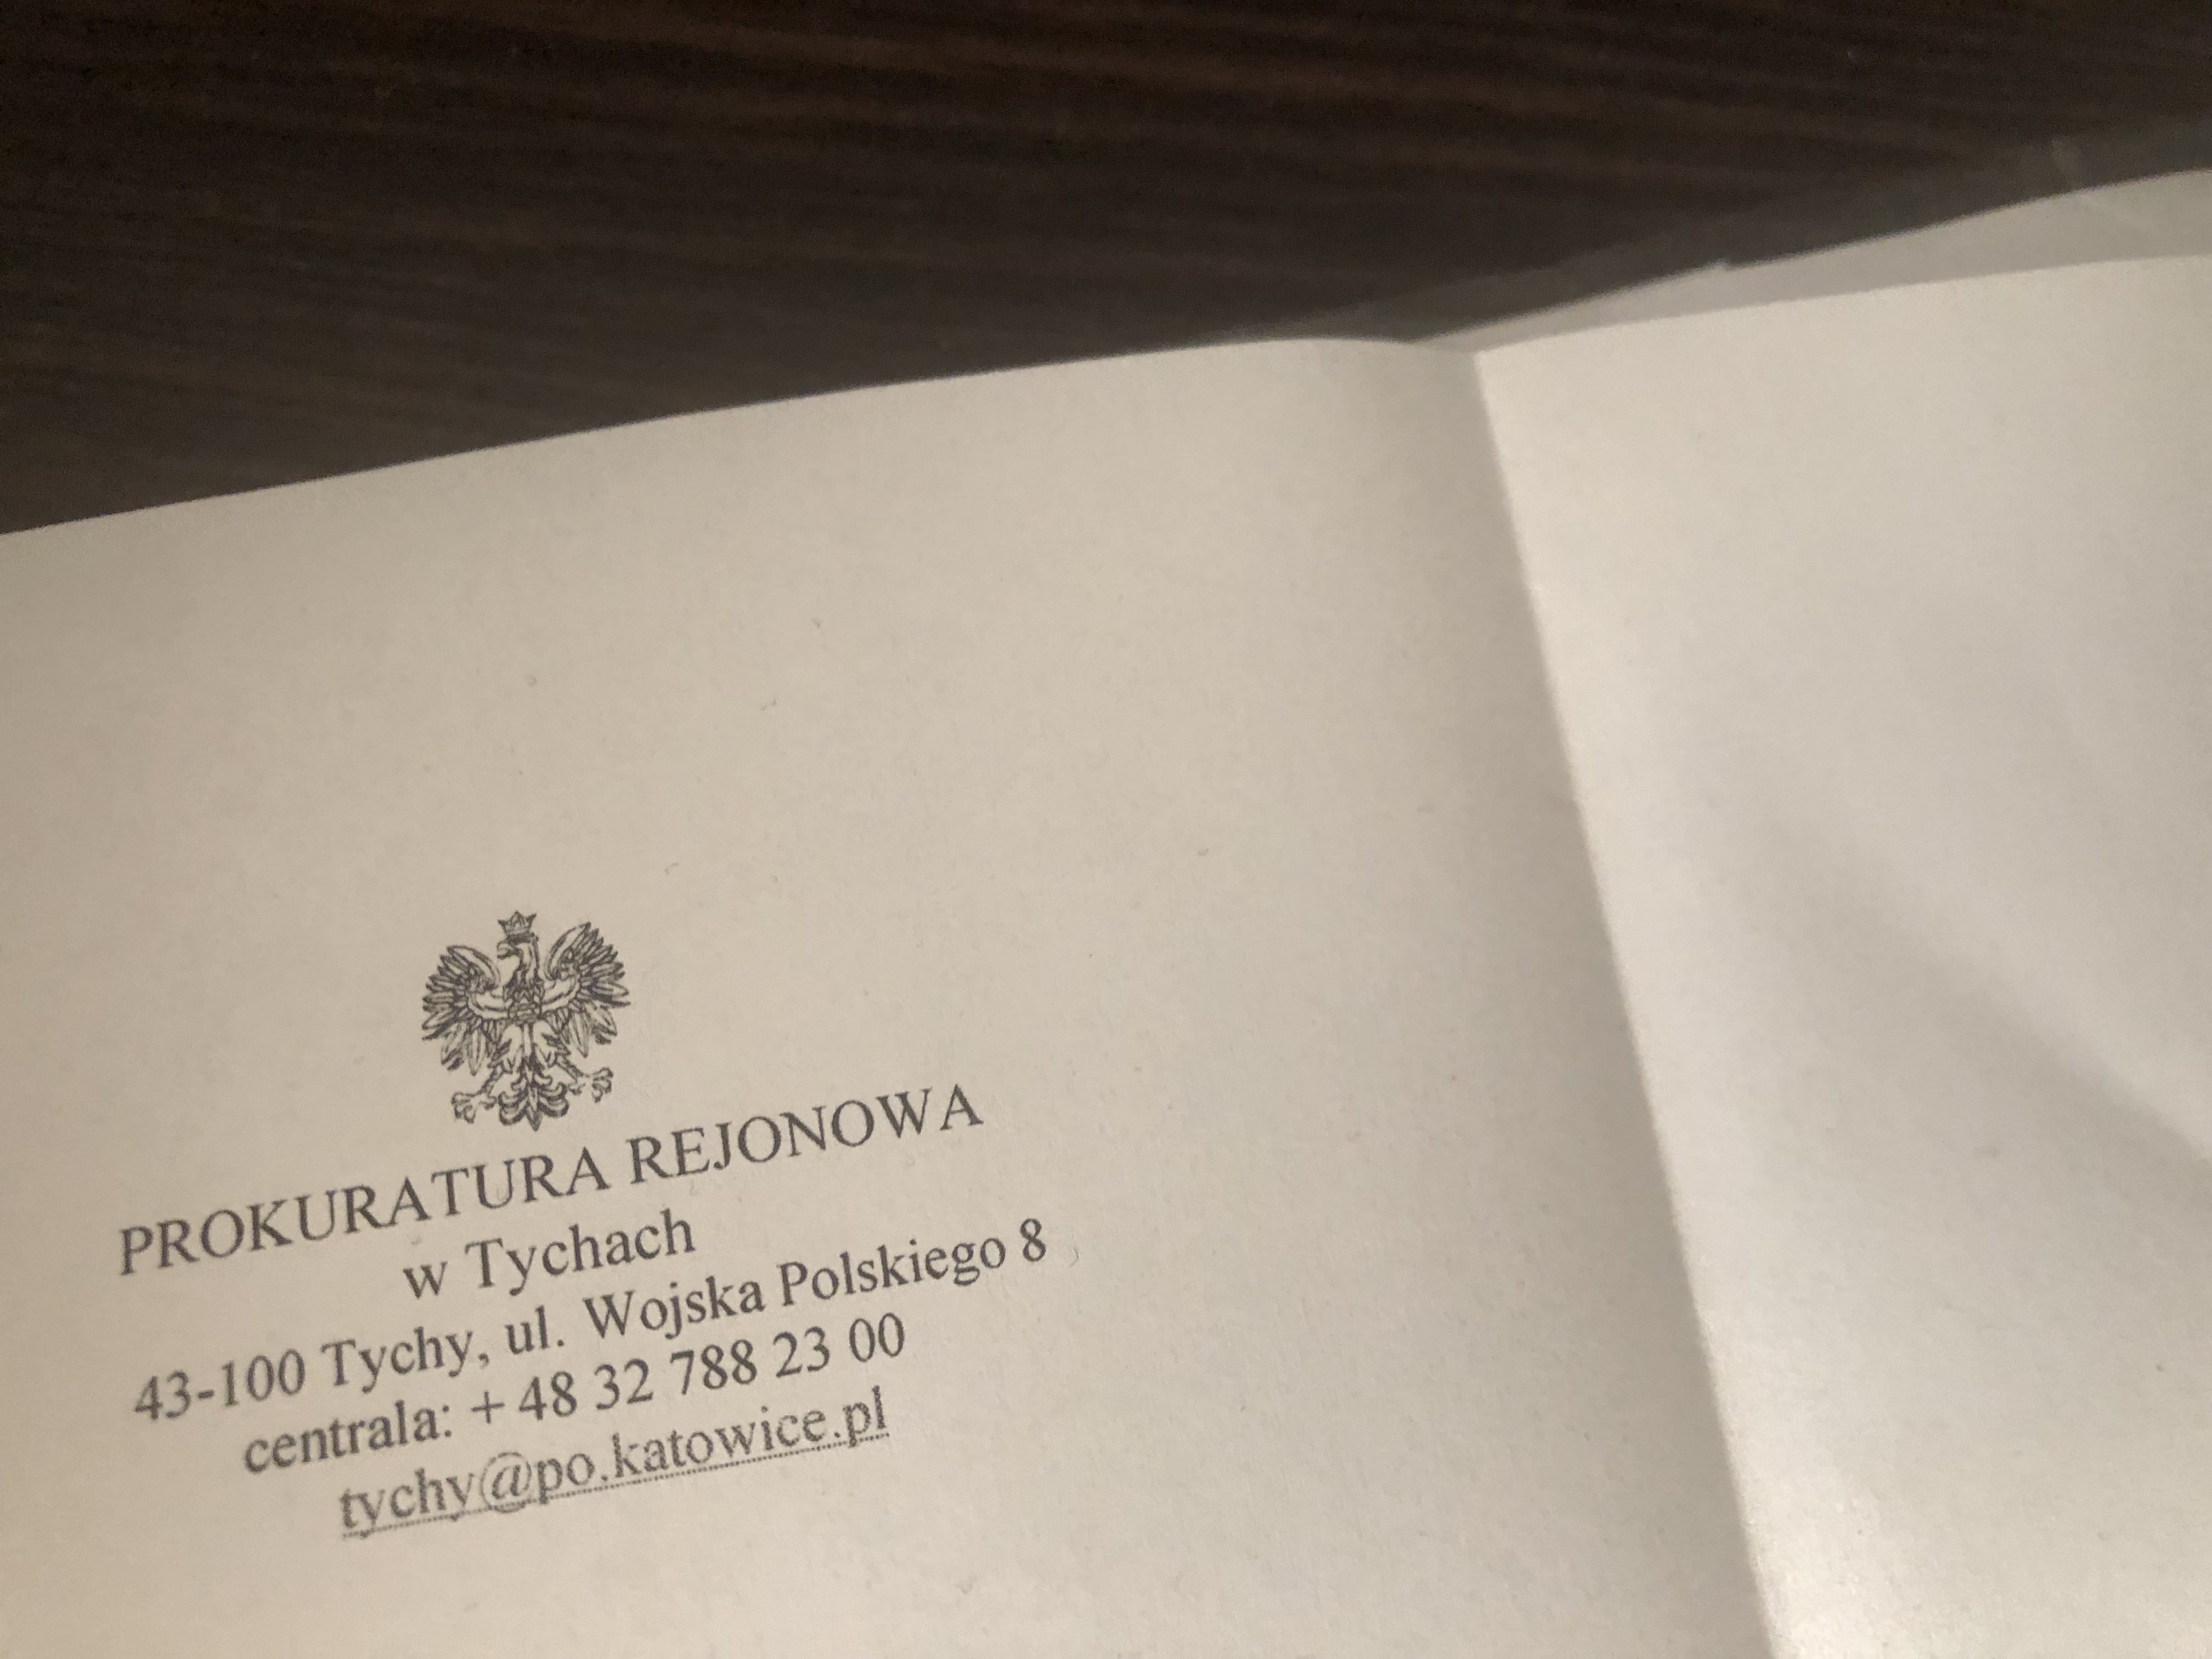 PROKURATURA REJONOWA
w Tychach
43-100 Tychy, ul. Wojska Polskiego 8
centrala: + 48 32 788 23 00
tychy@po.katowice.pl